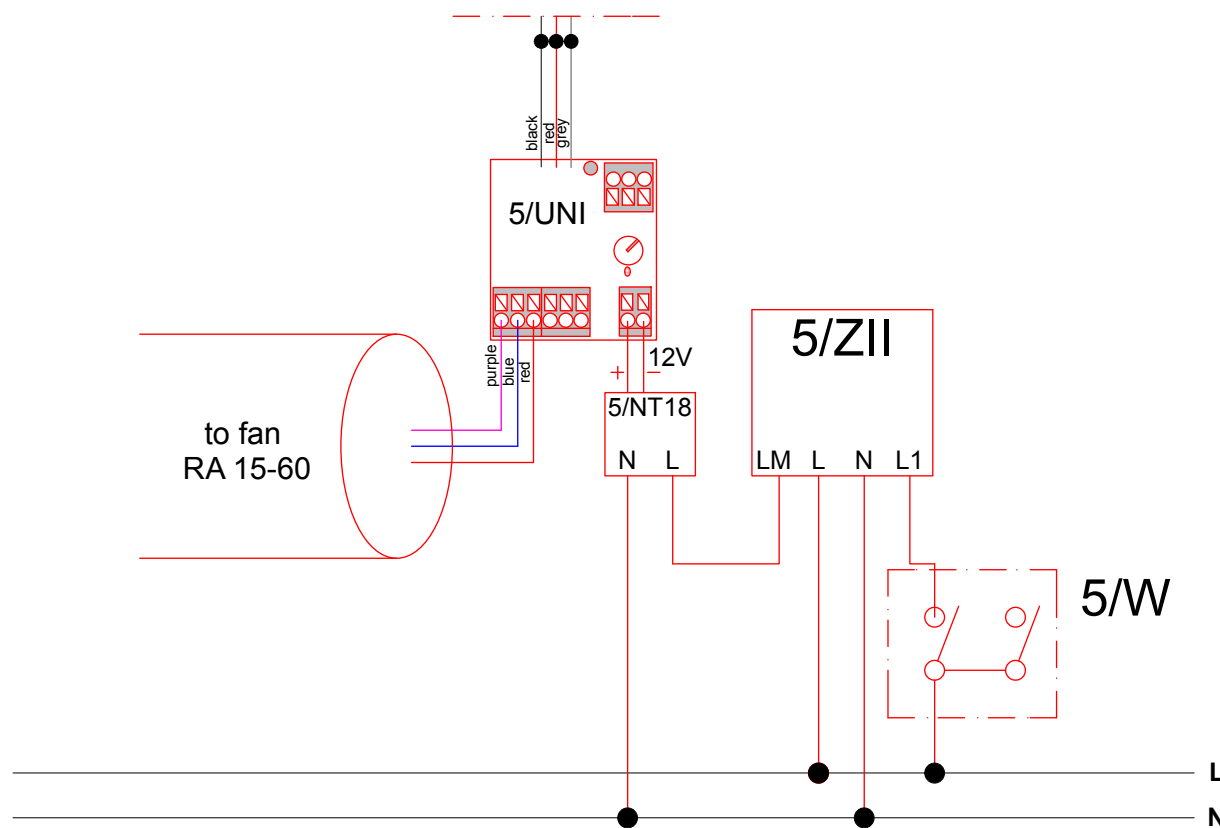 black
red
grey
5/UNI
0
purple
blue
red
12V
+ −
5/NT18
N L
5/ZII
LM L N L1
to fan
RA 15-60
5/W
L
N